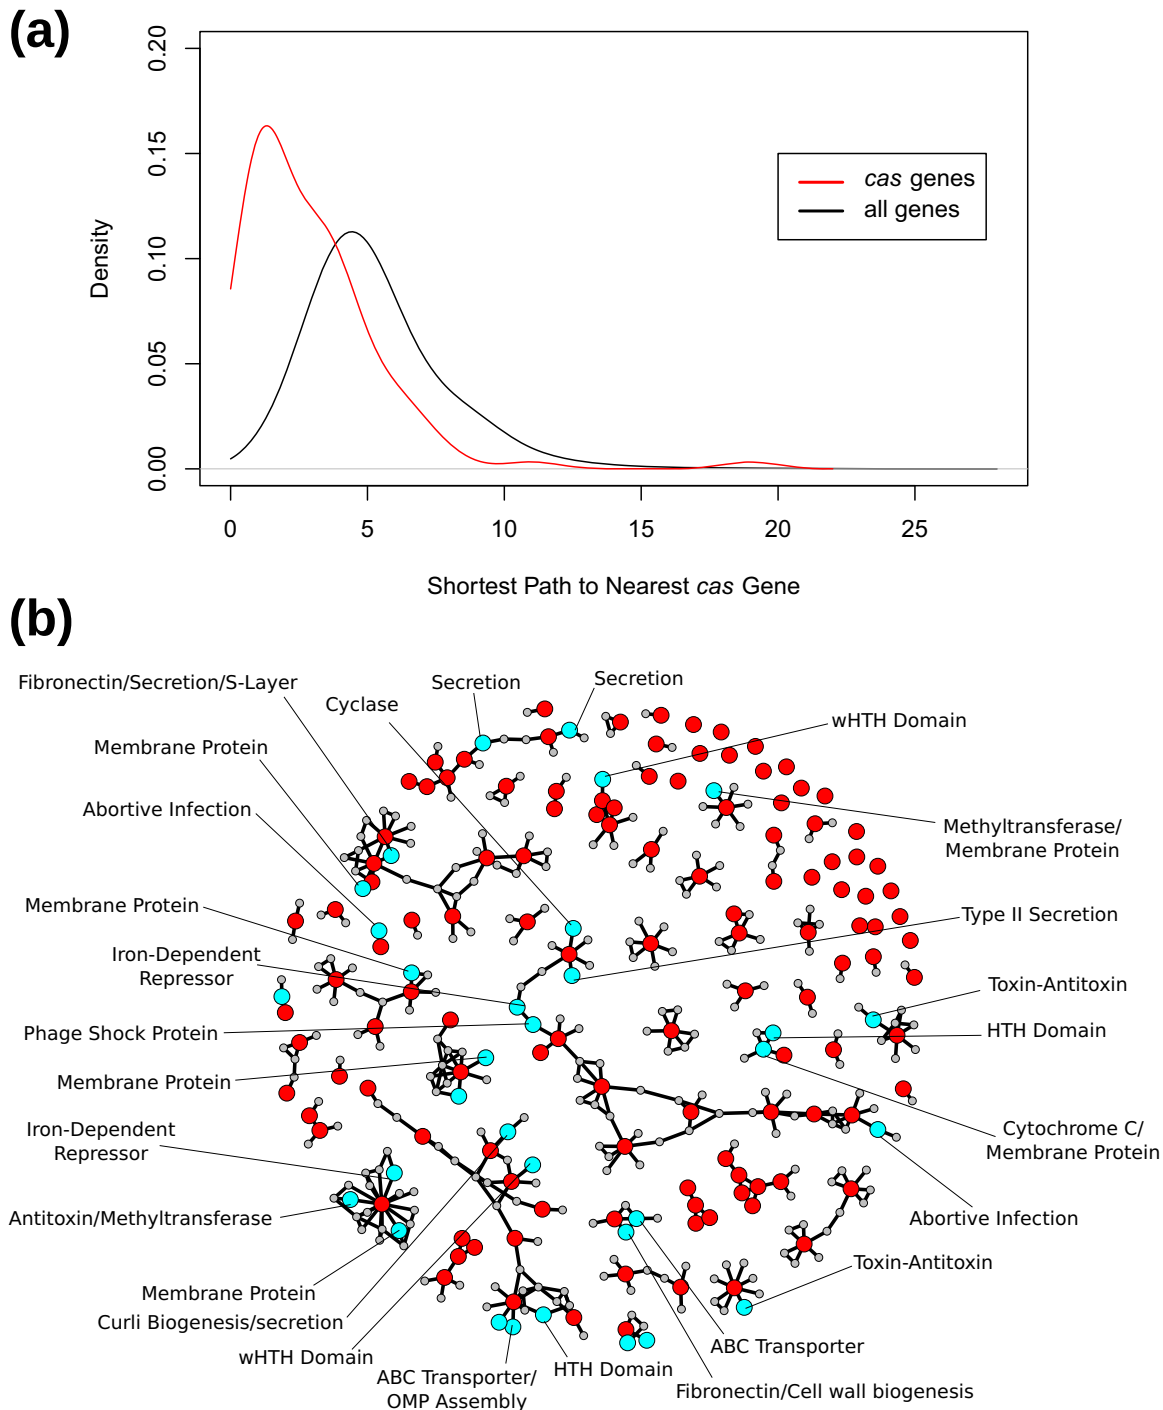 (a)
0.20
0.15
0.10
0.05
0.00
Density
cas genes
all genes
0 5 10 15 20 25
Shortest Path to Nearest cas Gene
(b)
Fibronectin/Secretion/S-Layer
Secretion
Secretion
Cyclase
wHTH Domain
Membrane Protein
Abortive Infection
Methyltransferase/
Membrane Protein
Membrane Protein
Type II Secretion
Iron-Dependent
Repressor
Toxin-Antitoxin
Phage Shock Protein
HTH Domain
Membrane Protein
Iron-Dependent
Repressor
Cytochrome C/
Membrane Protein
Antitoxin/Methyltransferase
Abortive Infection
Toxin-Antitoxin
Membrane Protein
Curli Biogenesis/secretion
wHTH Domain
ABC Transporter
ABC Transporter/
OMP Assembly
HTH Domain
Fibronectin/Cell wall biogenesis